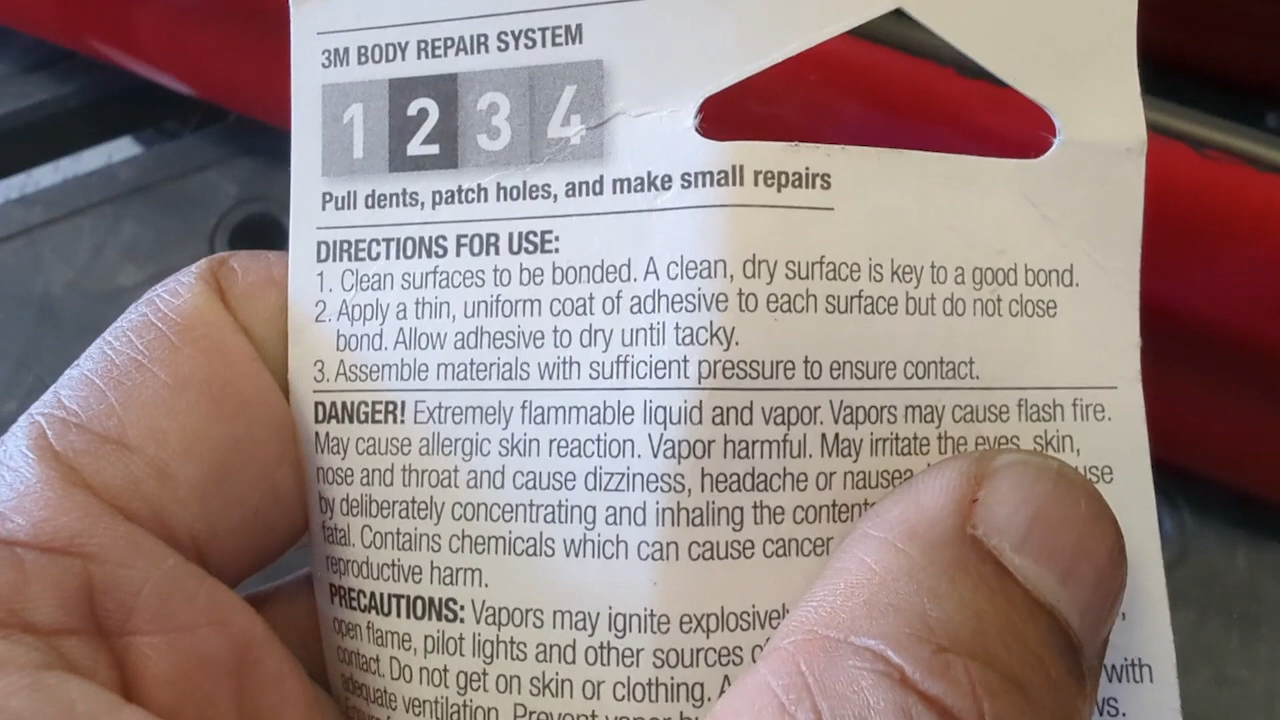 3M BODY REPAIR SYSTEM
1 2 3 4
Pull dents, patch holes, and make small repairs
DIRECTIONS FOR USE:
1. Clean surfaces to be bonded. A clean, dry surface is key to a good bond.
2. Apply a thin, uniform coat of adhesive to each surface but do not close
bond. Allow adhesive to dry until tacky.
3. Assemble materials with sufficient pressure to ensure contact.
DANGER! Extremely flammable liquid and vapor. Vapors may cause flash fire.
May cause allergic skin reaction. Vapor harmful. May irritate the eyes, skin,
nose and throat and cause dizziness, headache or nausea
by deliberately concentrating and inhaling the contents
fatal. Contains chemicals which can cause cancer
reproductive harm.
PRECAUTIONS: Vapors may ignite explosively
open flame, pilot lights and other sources
contact. Do not get on skin or clothing.
with
adequate ventilation. Prevent vapor